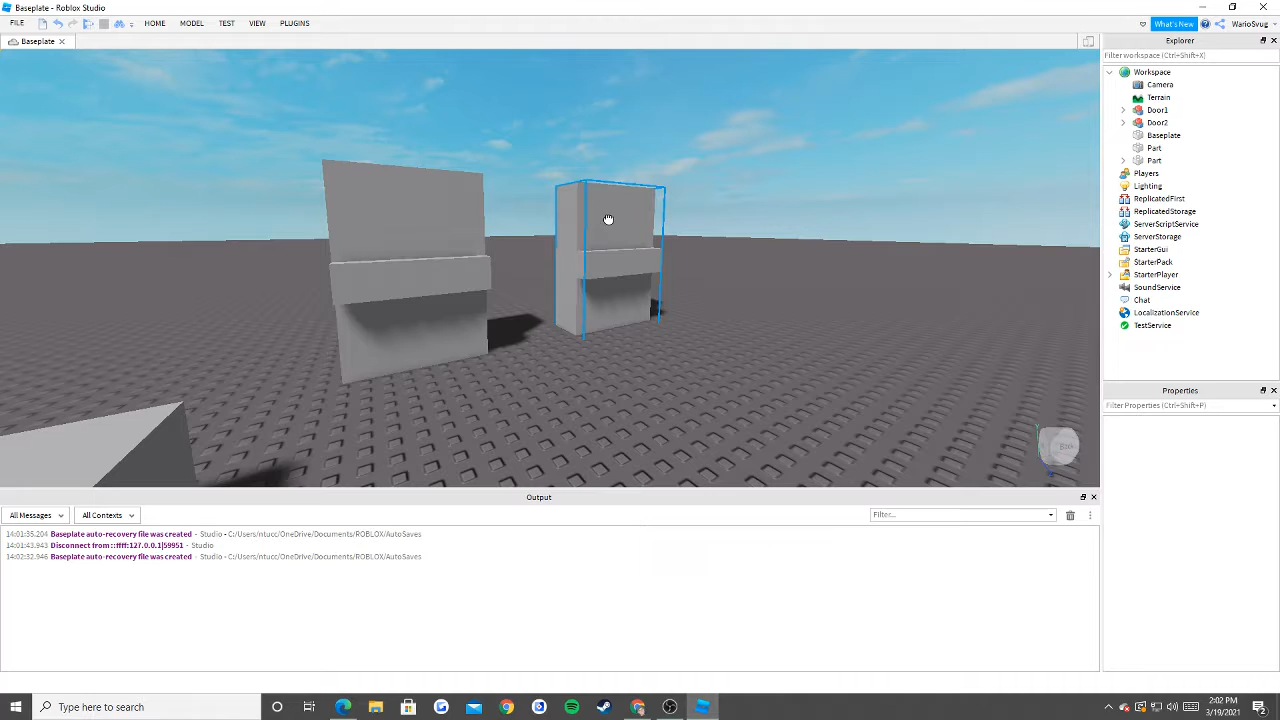 Baseplate - Roblox Studio
FILE HOME MODEL TEST VIEW PLUGINS What's New WarioSvug
Baseplate
Explorer
Filter workspace (Ctrl+Shift+X)
Workspace
Camera
Terrain
Door1
Door2
Baseplate
Part
Part
Players
Lighting
ReplicatedFirst
ReplicatedStorage
ServerScriptService
ServerStorage
StarterGui
StarterPack
StarterPlayer
SoundService
Chat
LocalizationService
TestService
Properties
Filter Properties (Ctrl+Shift+P)
Back
Output
All Messages All Contexts Filter...
14:01:35.204 Baseplate auto-recovery file was created - Studio - C:/Users/ntucc/OneDrive/Documents/ROBLOX/AutoSaves
14:01:43.943 Disconnect from ::ffff:127.0.0.1|59951 - Studio
14:02:32.946 Baseplate auto-recovery file was created - Studio - C:/Users/ntucc/OneDrive/Documents/ROBLOX/AutoSaves
Type here to search
2:02 PM
3/19/2021